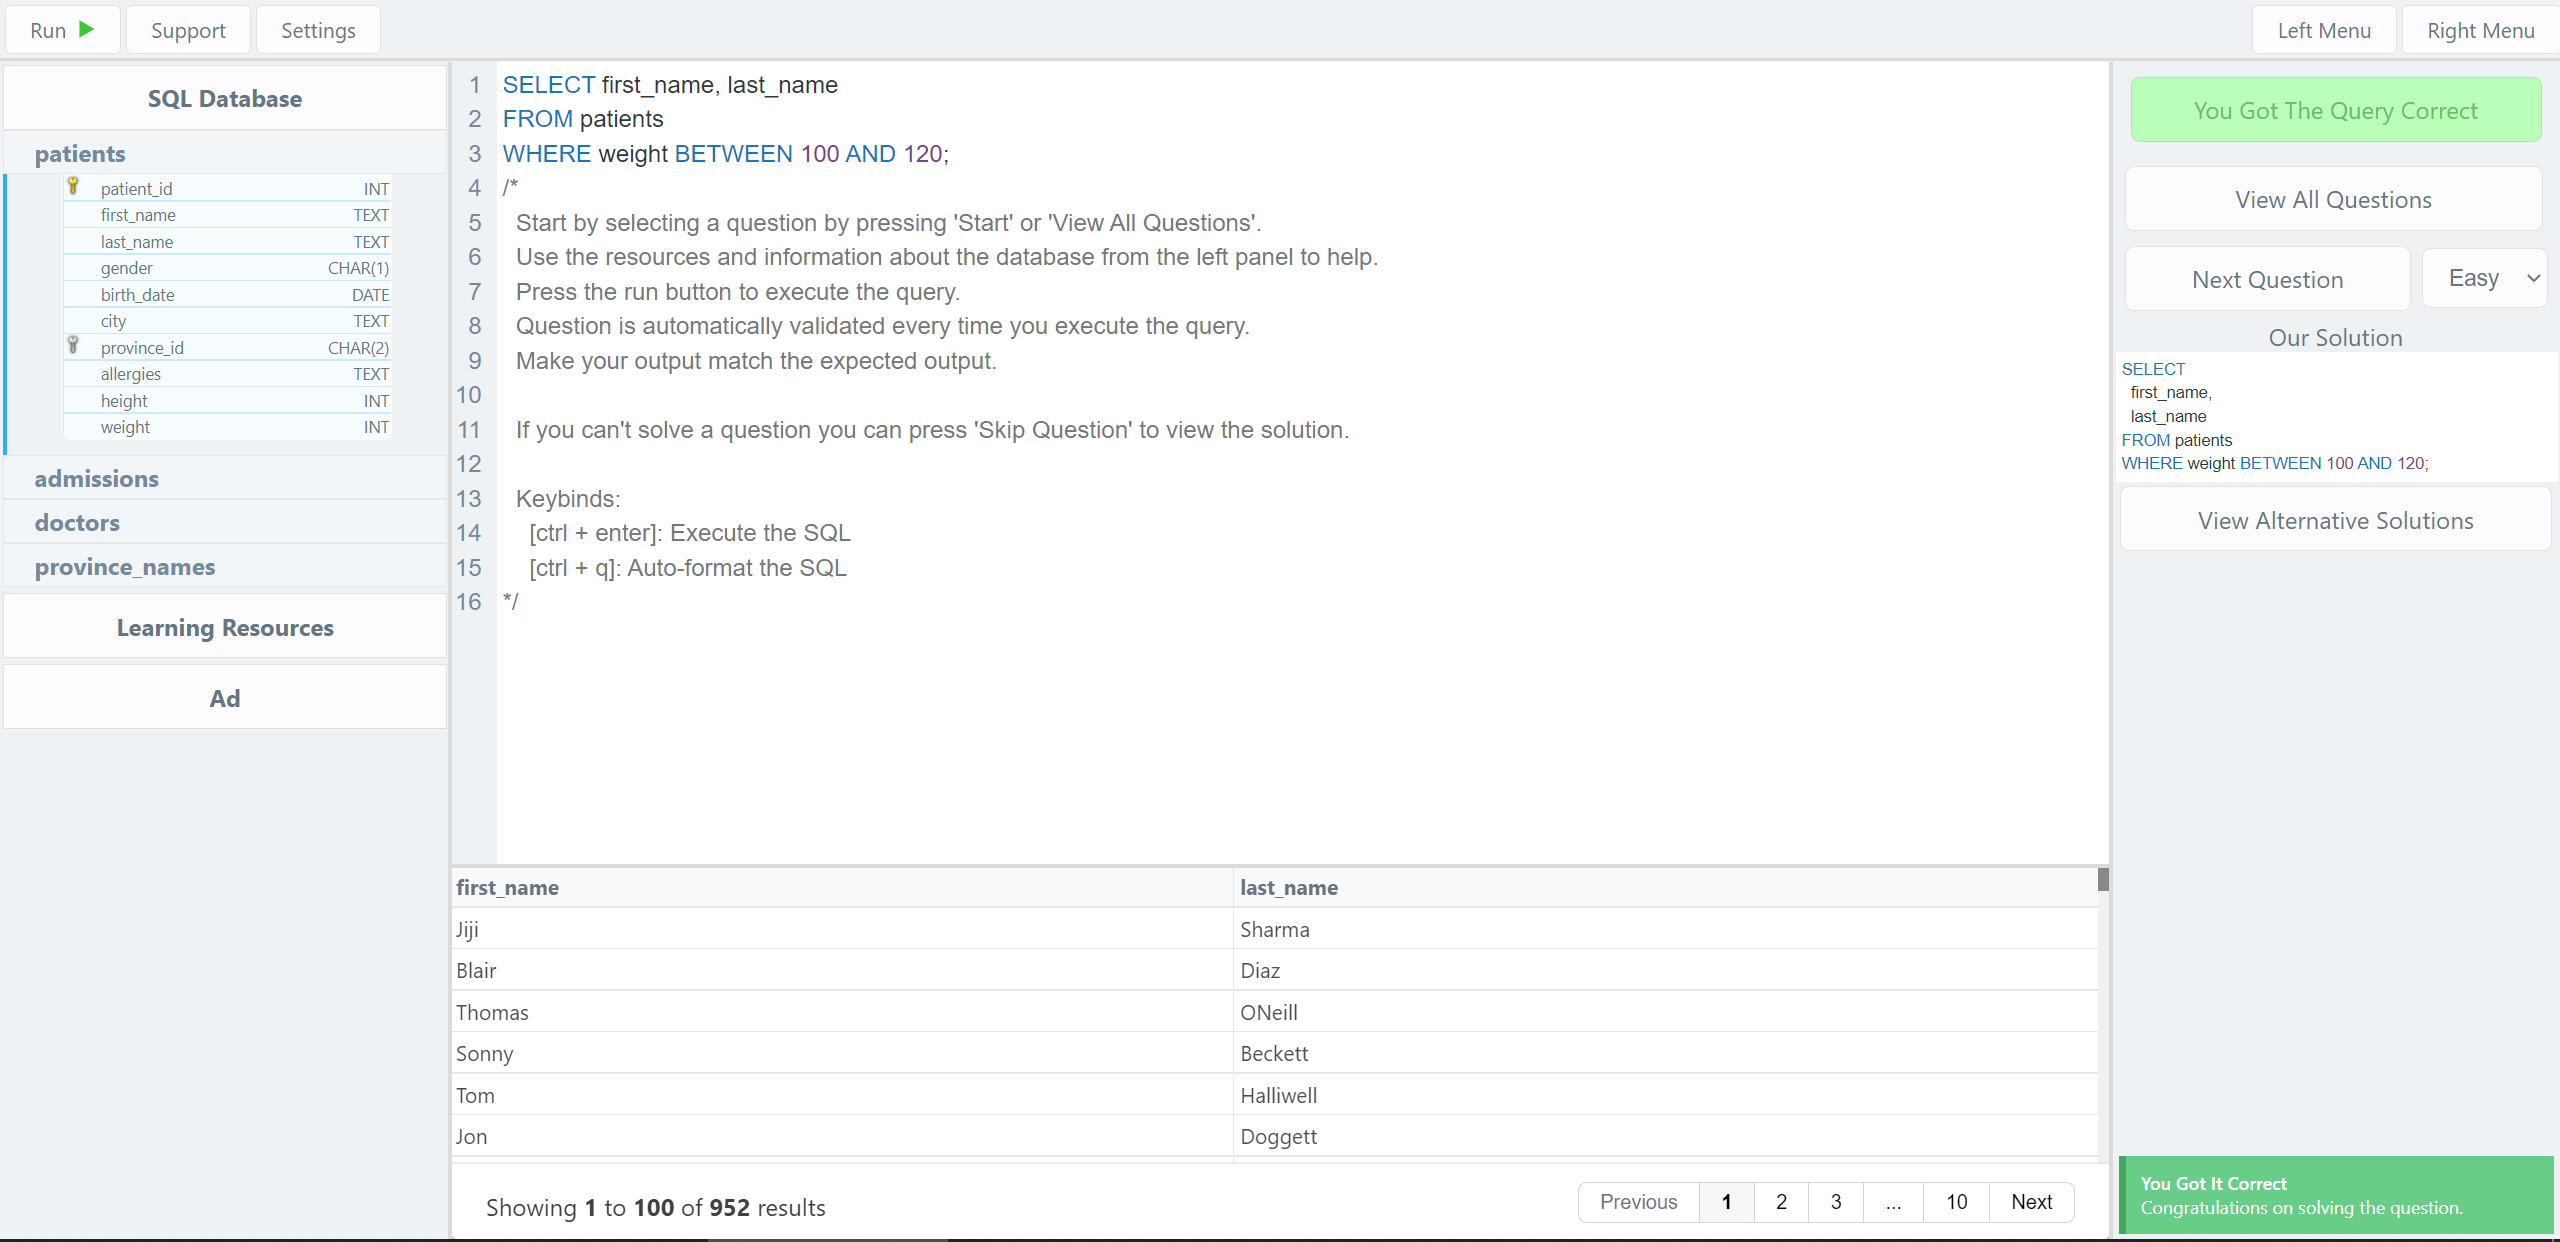 Run
Support
Settings
Left Menu
Right Menu
SQL Database
patients
patient_id INT
first_name TEXT
last_name TEXT
gender CHAR(1)
birth_date DATE
city TEXT
province_id CHAR(2)
allergies TEXT
height INT
weight INT
admissions
doctors
province_names
Learning Resources
Ad
1 SELECT first_name, last_name
2 FROM patients
3 WHERE weight BETWEEN 100 AND 120;
4 /*
5 Start by selecting a question by pressing 'Start' or 'View All Questions'.
6 Use the resources and information about the database from the left panel to help.
7 Press the run button to execute the query.
8 Question is automatically validated every time you execute the query.
9 Make your output match the expected output.
10
11 If you can't solve a question you can press 'Skip Question' to view the solution.
12
13 Keybinds:
14 [ctrl + enter]: Execute the SQL
15 [ctrl + q]: Auto-format the SQL
16 */
first_name last_name
Jiji Sharma
Blair Diaz
Thomas ONeill
Sonny Beckett
Tom Halliwell
Jon Doggett
Showing 1 to 100 of 952 results
Previous 1 2 3 ... 10 Next
You Got The Query Correct
View All Questions
Next Question
Easy
Our Solution
SELECT
first_name,
last_name
FROM patients
WHERE weight BETWEEN 100 AND 120;
View Alternative Solutions
You Got It Correct
Congratulations on solving the question.